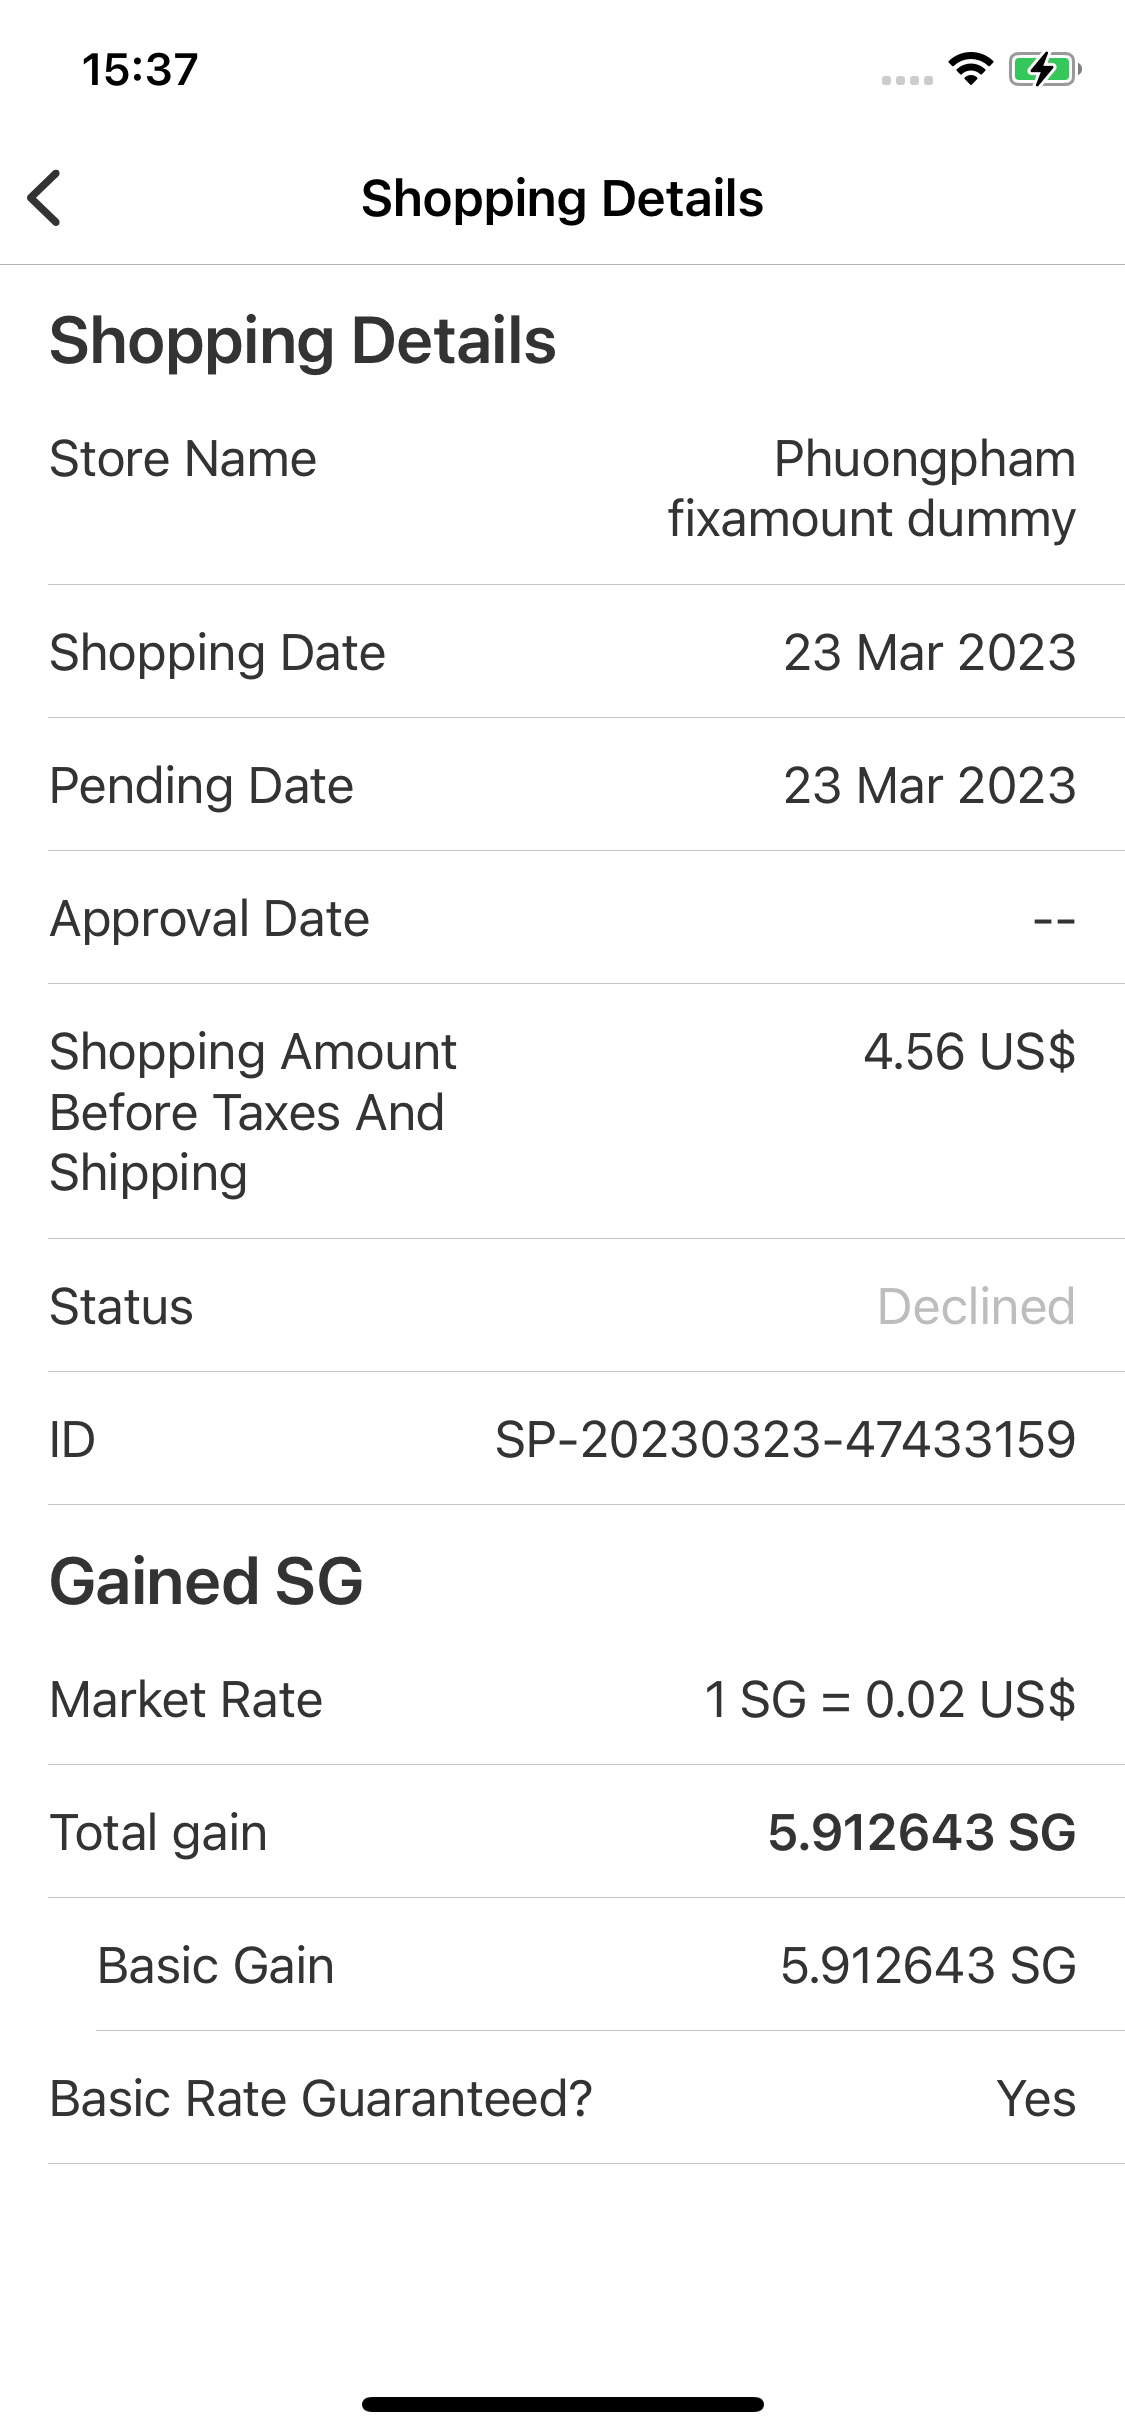 15:37
Shopping Details
Shopping Details
Store Name Phuongpham
fixamount dummy
Shopping Date 23 Mar 2023
Pending Date 23 Mar 2023
Approval Date --
Shopping Amount 4.56 US$
Before Taxes And
Shipping
Status Declined
ID SP-20230323-47433159
Gained SG
Market Rate 1 SG = 0.02 US$
Total gain 5.912643 SG
Basic Gain 5.912643 SG
Basic Rate Guaranteed? Yes